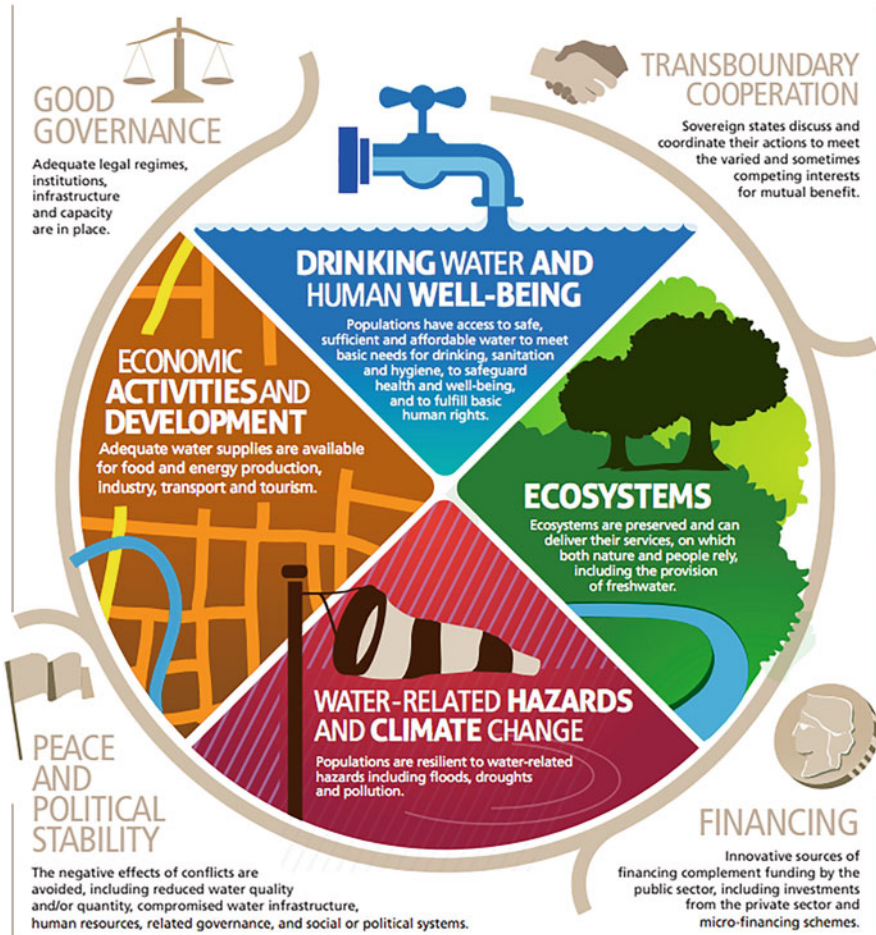 GOOD
GOVERNANCE
Adequate legal regimes,
institutions,
infrastructure
and capacity
are in place.
TRANSBOUNDARY
COOPERATION
Sovereign states discuss and
coordinate their actions to meet
the varied and sometimes
competing interests
for mutual benefit.
DRINKING WATER AND
HUMAN WELL-BEING
Populations have access to safe,
sufficient and affordable water to meet
basic needs for drinking, sanitation
and hygiene, to safeguard
health and well-being,
and to fulfill basic
human rights.
ECONOMIC
ACTIVITIES AND
DEVELOPMENT
Adequate water supplies are available
for food and energy production,
industry, transport and tourism.
ECOSYSTEMS
Ecosystems are preserved and can
deliver their services, on which
both nature and people rely,
including the provision
of freshwater.
WATER-RELATED HAZARDS
AND CLIMATE CHANGE
Populations are resilient to water-related
hazards including floods, droughts
and pollution.
PEACE
AND
POLITICAL
STABILITY
The negative effects of conflicts are
avoided, including reduced water quality
and/or quantity, compromised water infrastructure,
human resources, related governance, and social or political systems.
FINANCING
Innovative sources of
financing complement funding by the
public sector, including investments
from the private sector and
micro-financing schemes.